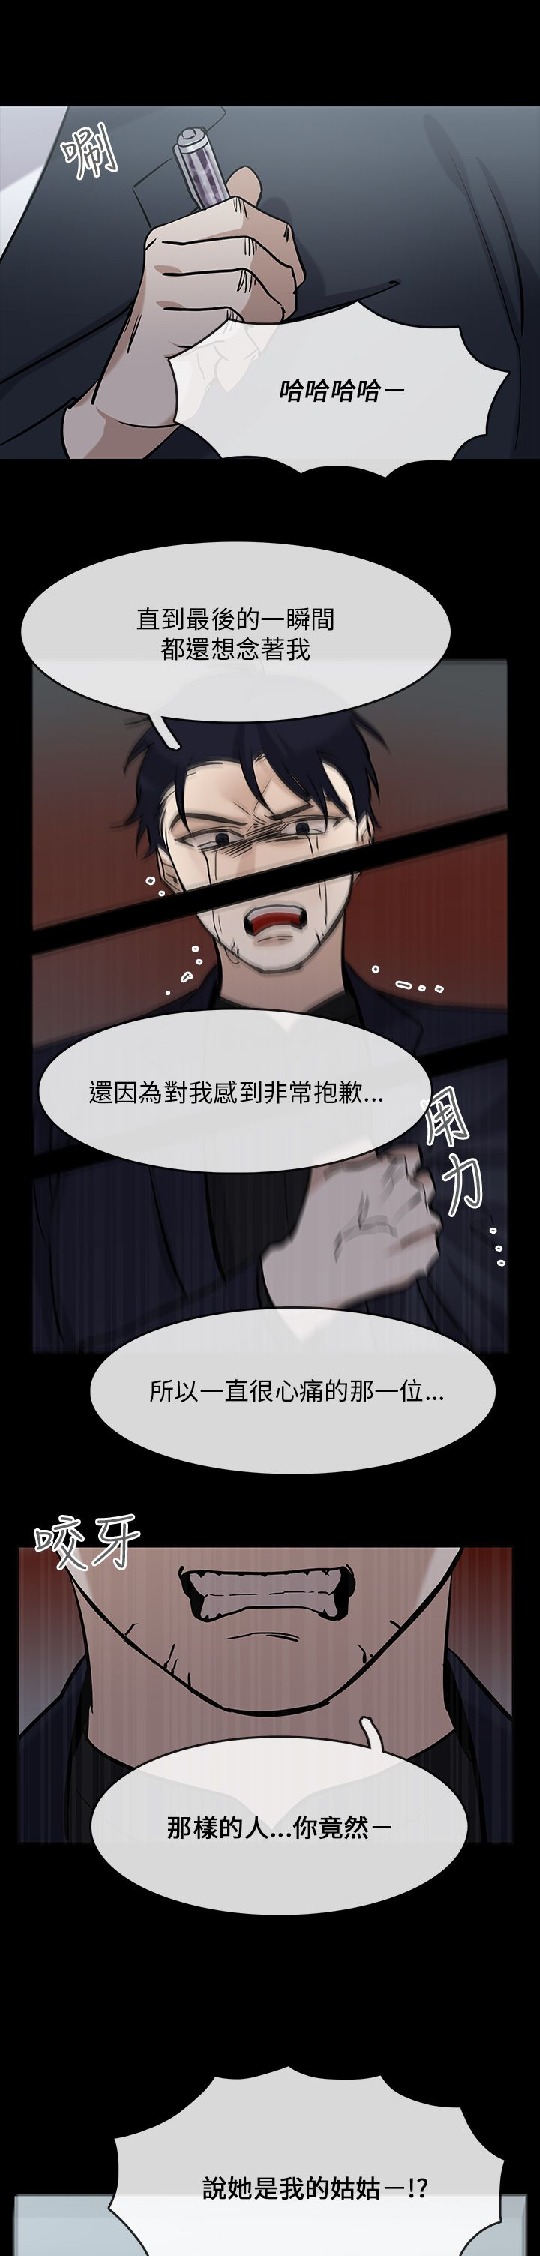 唰
哈哈哈哈—
直到最後的一瞬間
都還想念著我
還因為對我感到非常抱歉...
用力
所以一直很心痛的那一位...
咬牙
那樣的人...你竟然—
說她是我的姑姑—!?